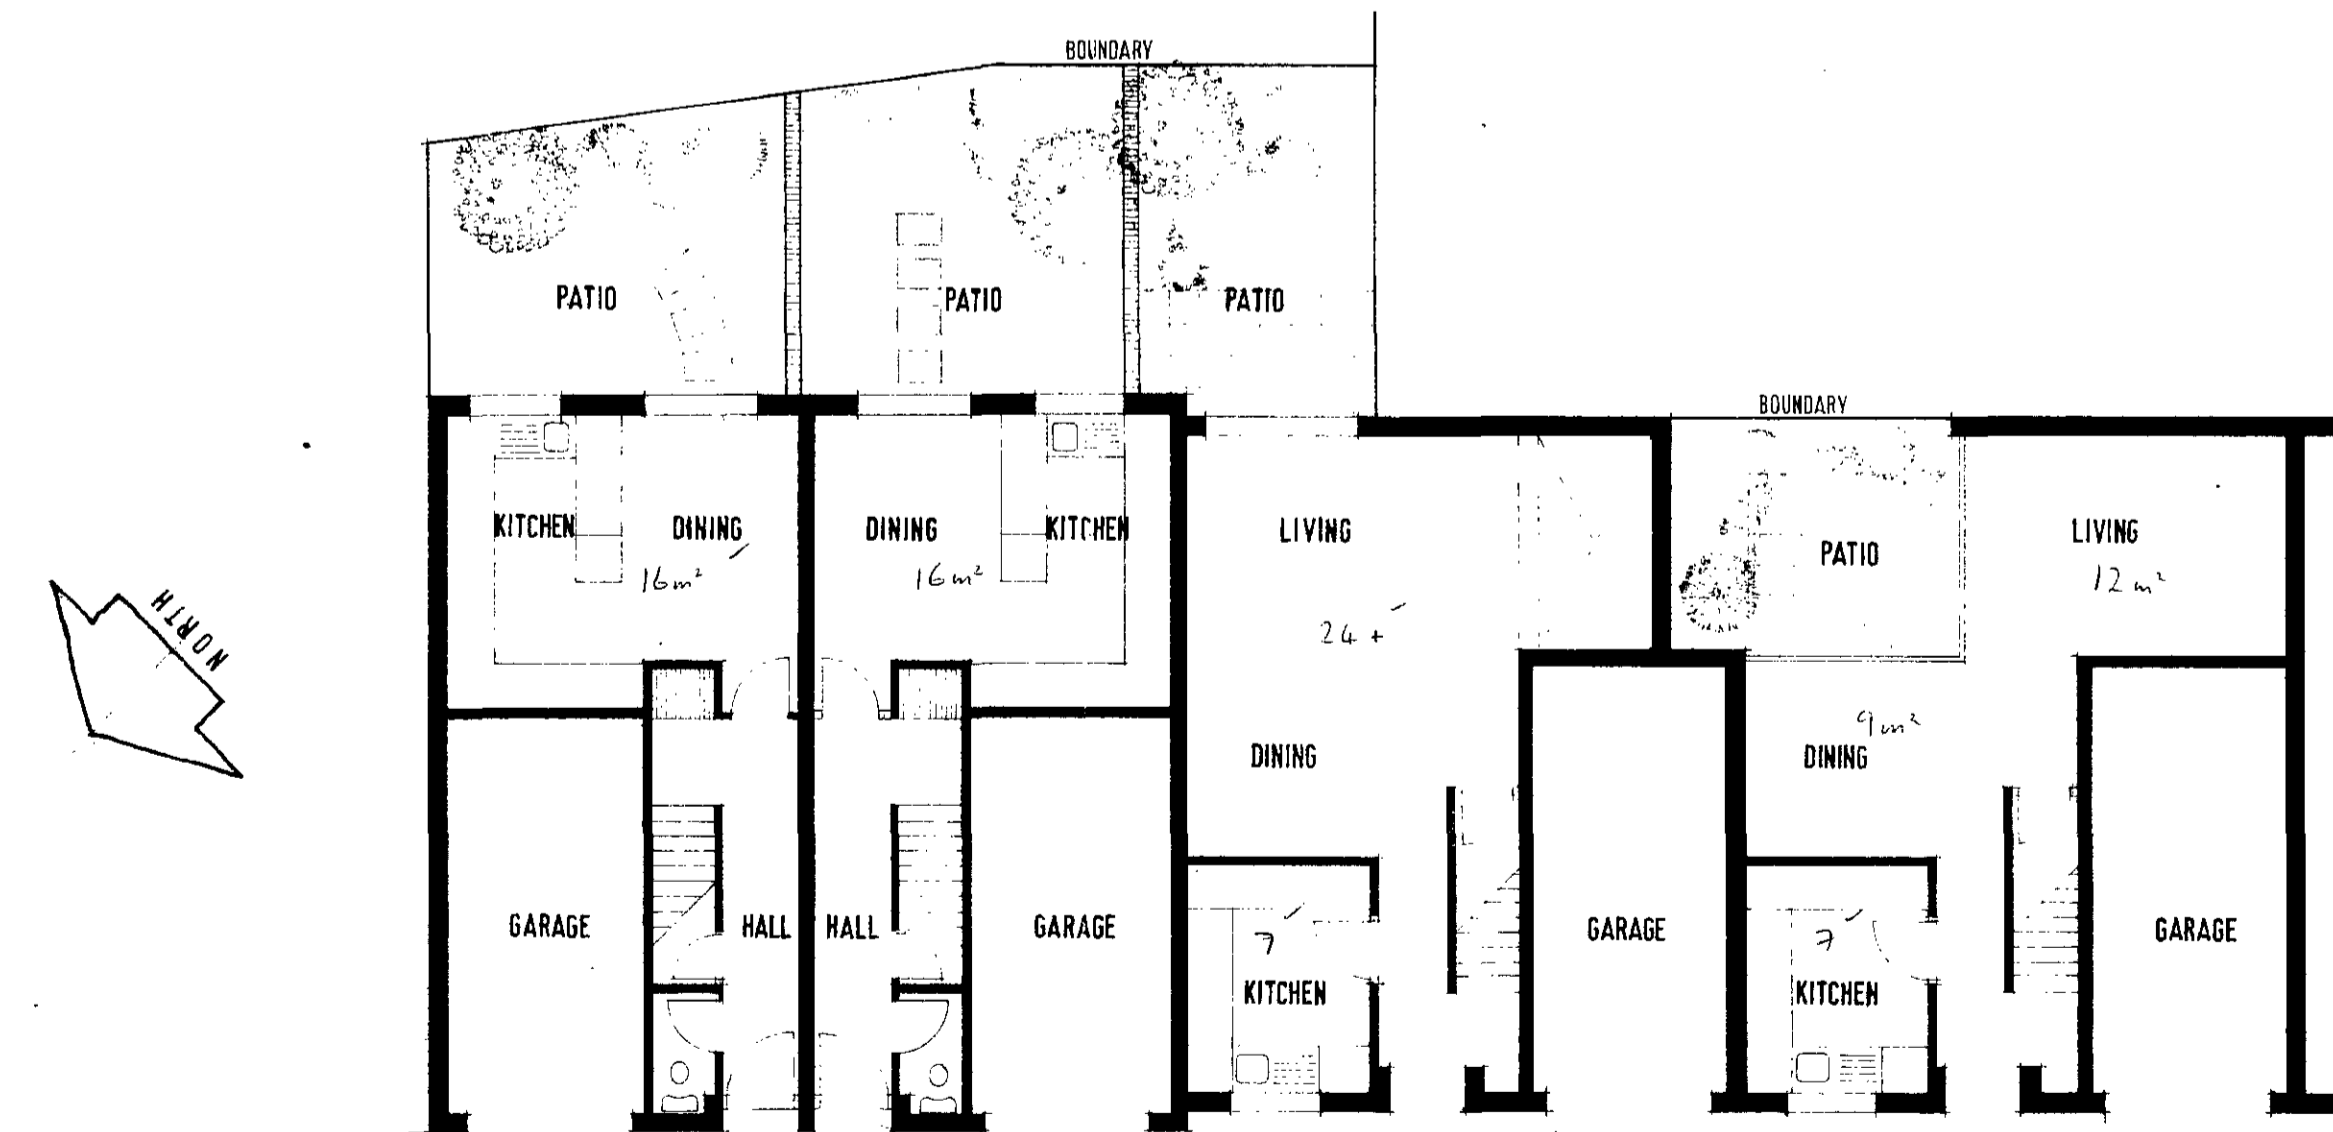 BOUNDARY
PATIO
PATIO
PATIO
BOUNDARY
KITCHEN
DINING
DINING
KITCHEN
LIVING
PATIO
LIVING
16m²
16m²
12m²
24+
NORTH
9m²
DINING
DINING
GARAGE
HALL
HALL
GARAGE
7
GARAGE
7
GARAGE
KITCHEN
KITCHEN